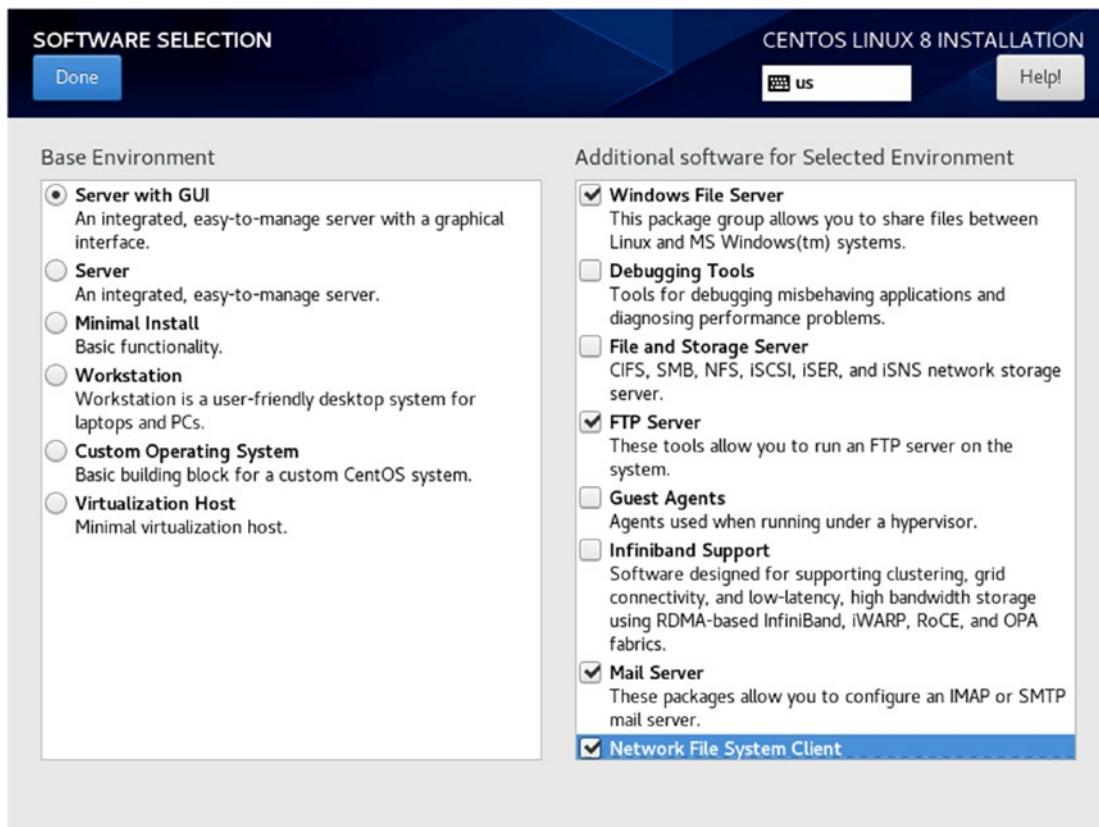 SOFTWARE SELECTION
Done
CENTOS LINUX 8 INSTALLATION
us
Help!
Base Environment
Server with GUI
An integrated, easy-to-manage server with a graphical
interface.
Server
An integrated, easy-to-manage server.
Minimal Install
Basic functionality.
Workstation
Workstation is a user-friendly desktop system for
laptops and PCs.
Custom Operating System
Basic building block for a custom CentOS system.
Virtualization Host
Minimal virtualization host.
Additional software for Selected Environment
Windows File Server
This package group allows you to share files between
Linux and MS Windows(tm) systems.
Debugging Tools
Tools for debugging misbehaving applications and
diagnosing performance problems.
File and Storage Server
CIFS, SMB, NFS, iSCSI, iSER, and iSNS network storage
server.
FTP Server
These tools allow you to run an FTP server on the
system.
Guest Agents
Agents used when running under a hypervisor.
Infiniband Support
Software designed for supporting clustering, grid
connectivity, and low-latency, high bandwidth storage
using RDMA-based InfiniBand, iWARP, RoCE, and OPA
fabrics.
Mail Server
These packages allow you to configure an IMAP or SMTP
mail server.
Network File System Client